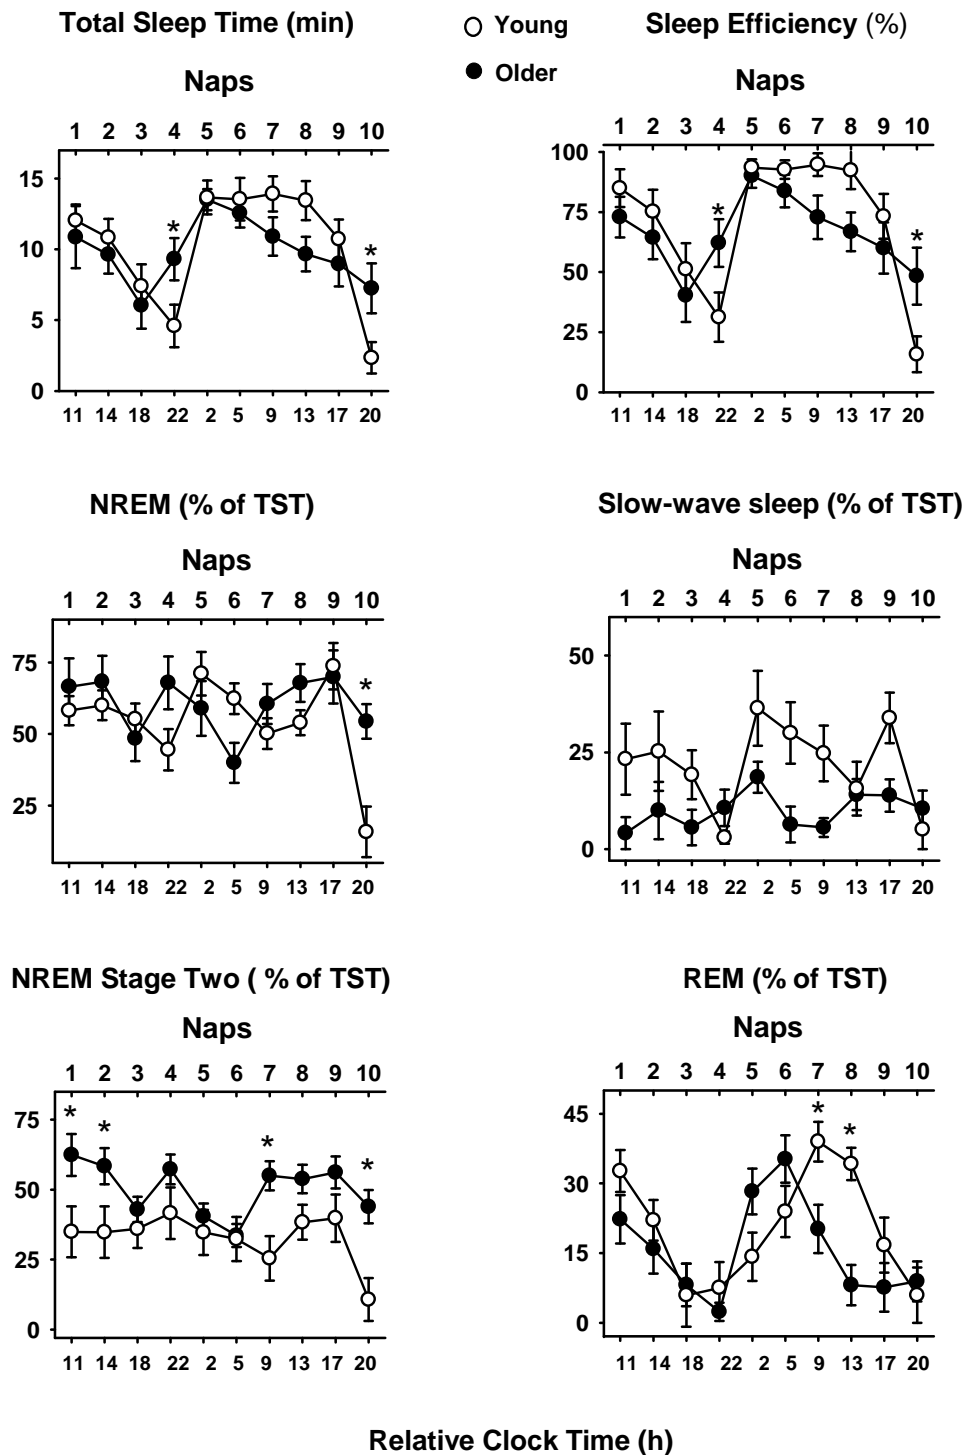 Total Sleep Time (min)
Young
Older
Sleep Efficiency (%)
Naps
1 2 3 4 5 6 7 8 9 10
15
10
5
0
* *
11 14 18 22 2 5 9 13 17 20
Naps
1 2 3 4 5 6 7 8 9 10
100
75
50
25
0
* *
11 14 18 22 2 5 9 13 17 20
NREM (% of TST)
Naps
1 2 3 4 5 6 7 8 9 10
75
50
25
*
11 14 18 22 2 5 9 13 17 20
Slow-wave sleep (% of TST)
Naps
1 2 3 4 5 6 7 8 9 10
50
25
0
11 14 18 22 2 5 9 13 17 20
NREM Stage Two ( % of TST)
Naps
1 2 3 4 5 6 7 8 9 10
75
50
25
0
* * * *
11 14 18 22 2 5 9 13 17 20
REM (% of TST)
Naps
1 2 3 4 5 6 7 8 9 10
45
30
15
0
* *
11 14 18 22 2 5 9 13 17 20
Relative Clock Time (h)